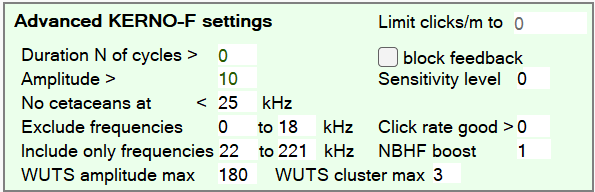 Advanced KERNO-F settings Limit clicks/m to 0
Duration N of cycles > 0 block feedback
Amplitude > 10 Sensitivity level 0
No cetaceans at < 25 kHz
Exclude frequencies 0 to 18 kHz Click rate good > 0
Include only frequencies 22 to 221 kHz NBHF boost 1
WUTS amplitude max 180 WUTS cluster max 3